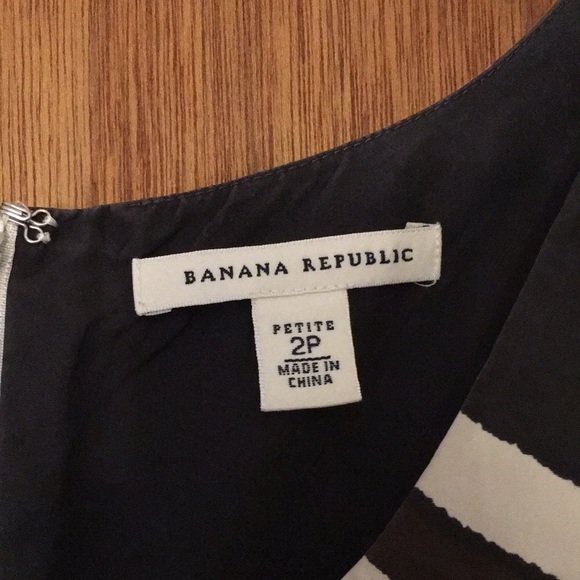 BANANA REPUBLIC
PETITE
2P
MADE IN
CHINA